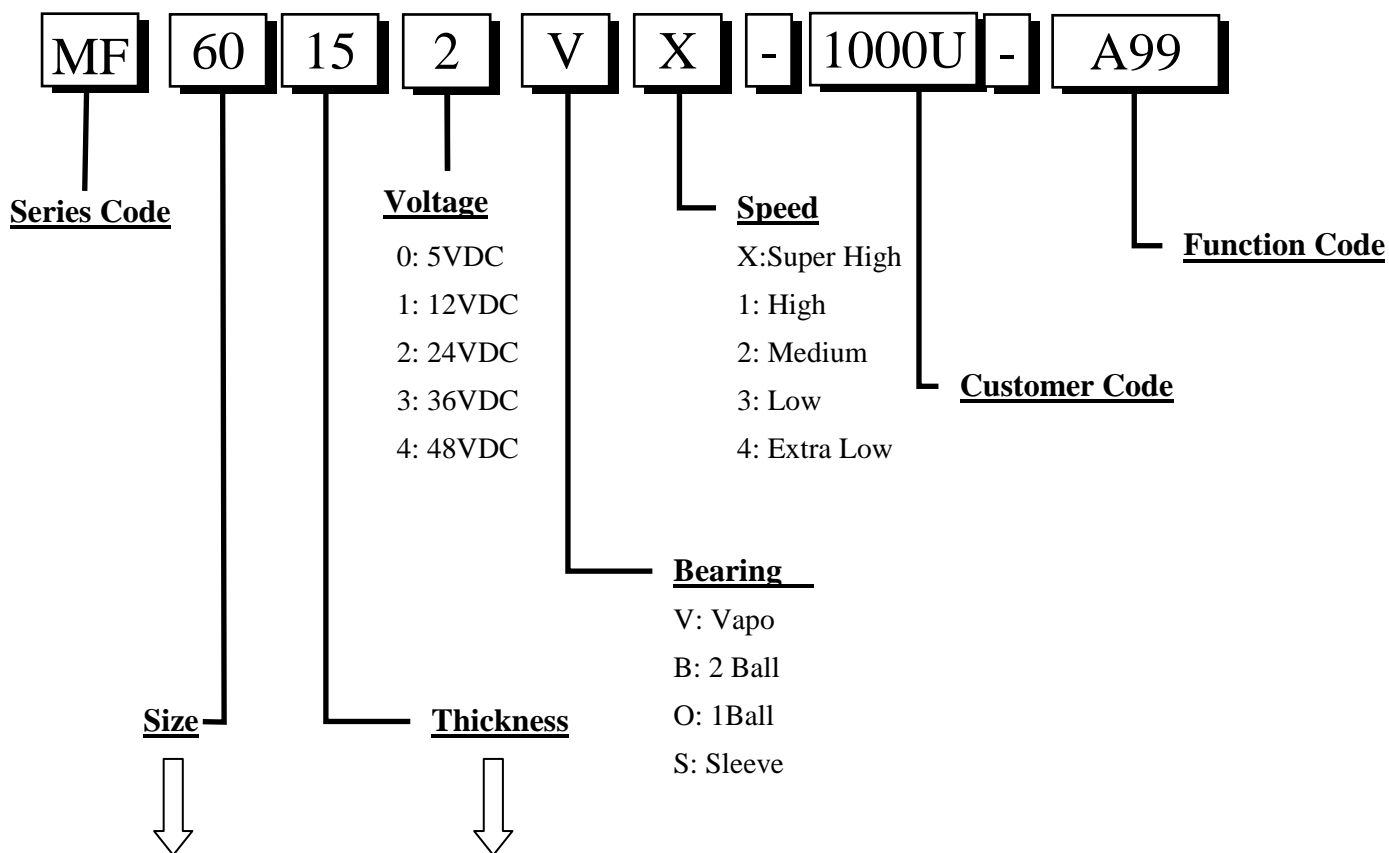 MF 60 15 2 V X - 1000U - A99
Series Code
Voltage
0: 5VDC
1: 12VDC
2: 24VDC
3: 36VDC
4: 48VDC
Speed
X:Super High
1: High
2: Medium
3: Low
4: Extra Low
Function Code
Customer Code
Bearing
V: Vapo
B: 2 Ball
O: 1Ball
S: Sleeve
Size
Thickness